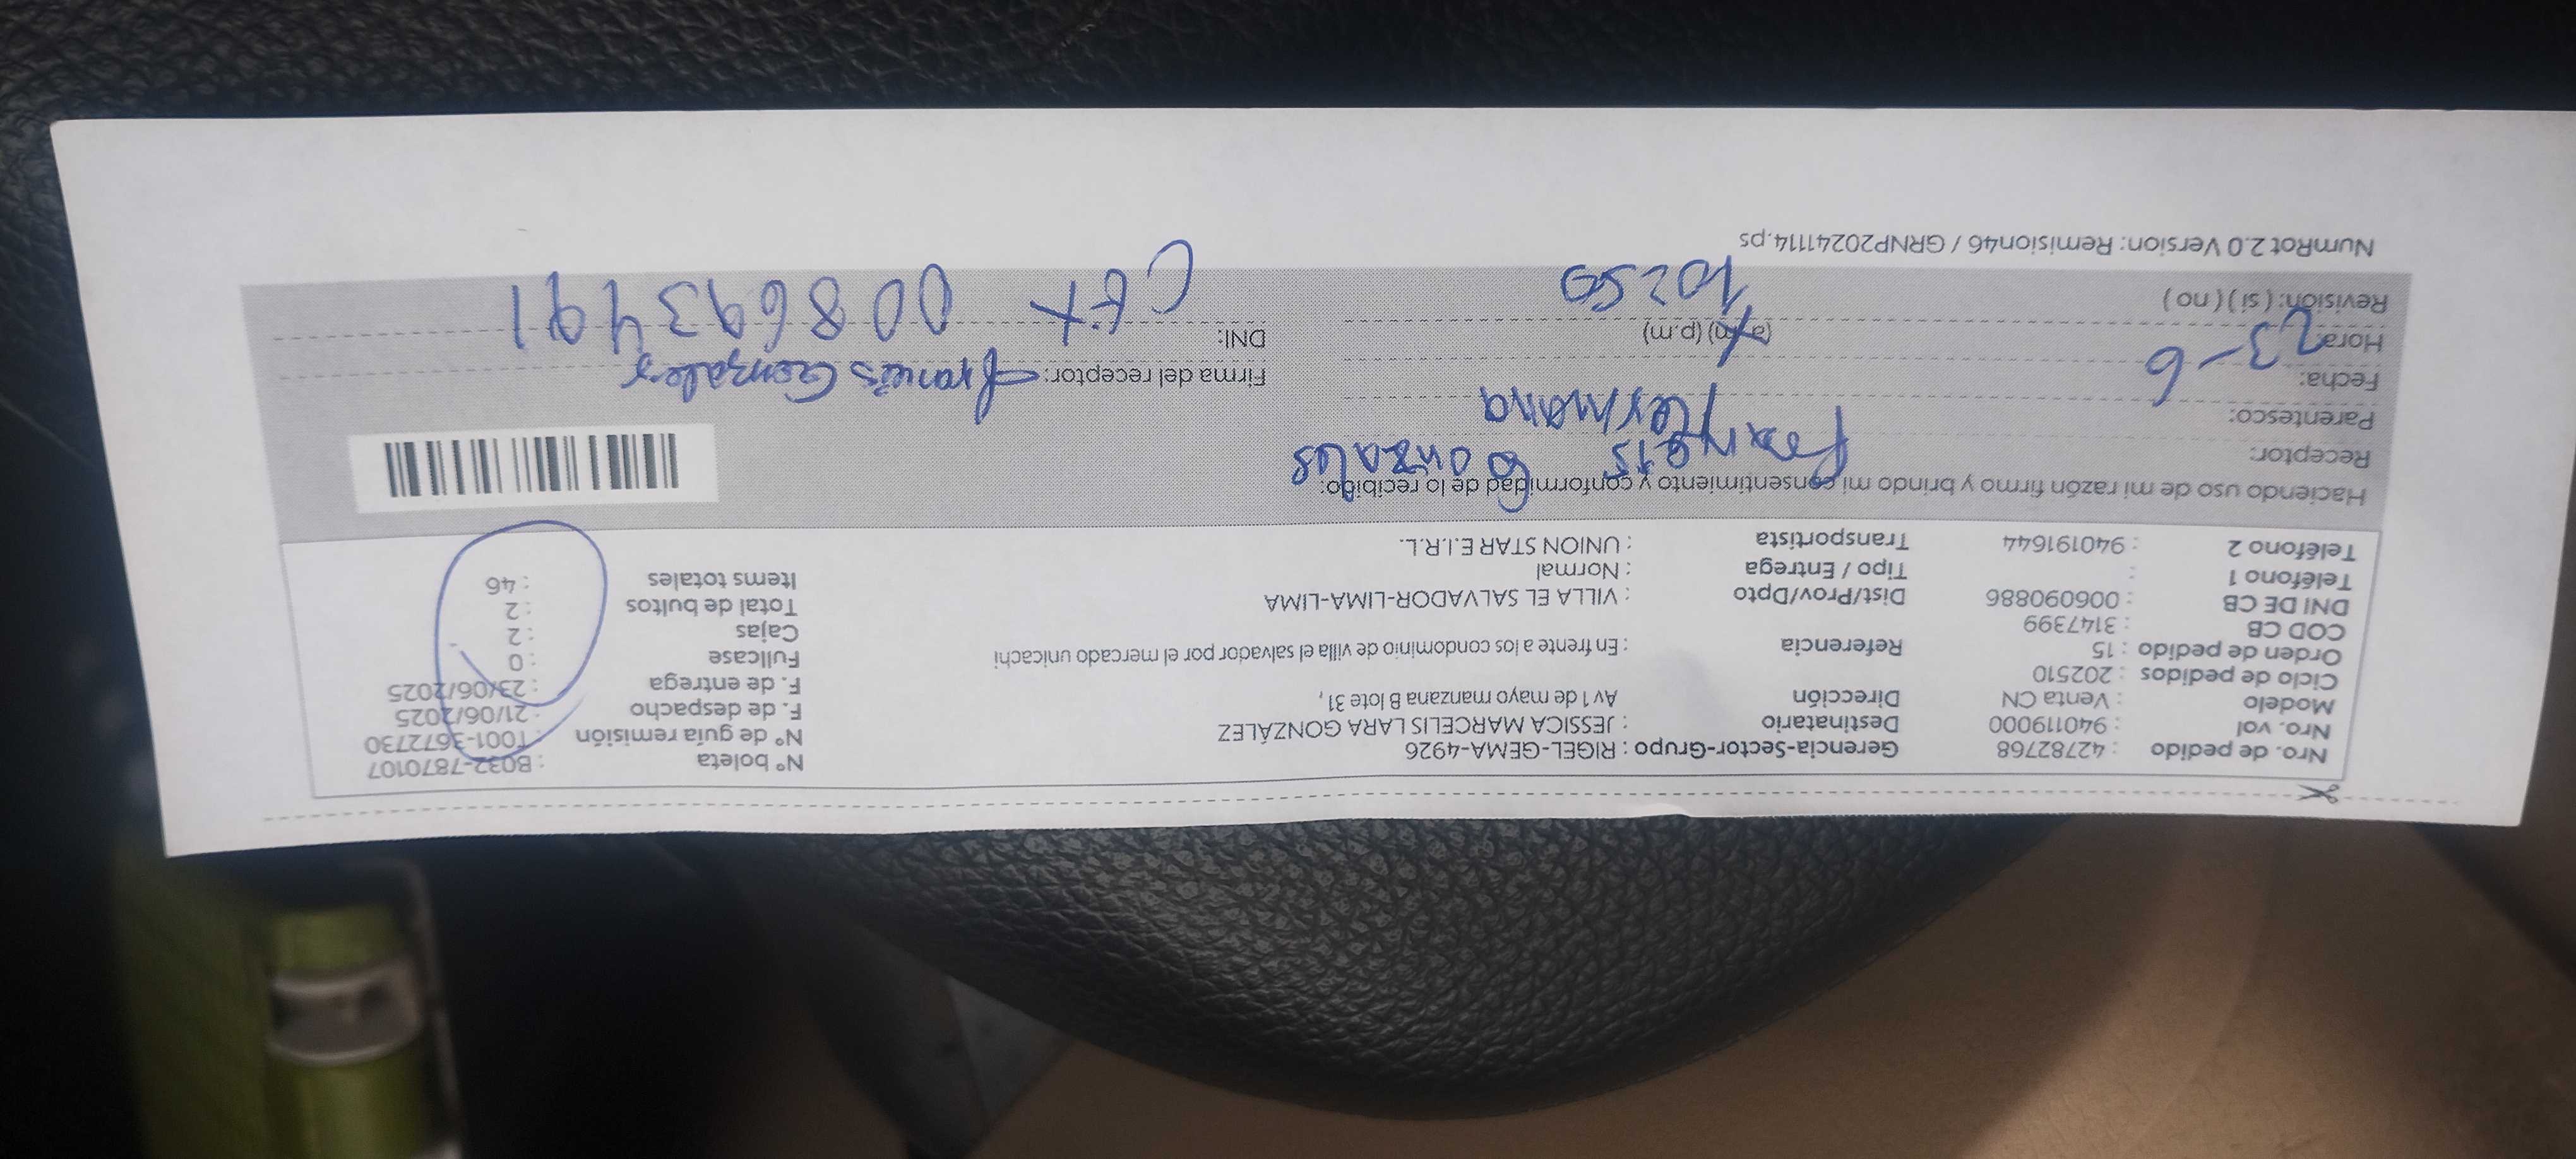 Nro. de pedido : 42782768 Gerencia-Sector-Grupo : RIGEL-GEMA-4926 N° boleta : B032-7870107
Nro. vol : 940119000 Destinatario : JESSICA MARCELIS LARA GONZÁLEZ N° de guía remisión : T001-3672730
Modelo : Venta CN Dirección : Av 1 de mayo manzana B lote 31, F. de despacho : 21/06/2025
Ciclo de pedidos : 202510 F. de entrega : 23/06/2025
Orden de pedido : 15 Referencia : En frente a los condominio de villa el salvador por el mercado unicachi Fullcase : 0
COD CB : 3147399 Cajas : 2
DNI DE CB : 006090886 Dist/Prov/Dpto : VILLA EL SALVADOR-LIMA-LIMA Total de bultos : 2
Teléfono 1 : Tipo / Entrega : Normal Items totales : 46
Teléfono 2 : 940191644 Transportista : UNION STAR E.I.R.L.
Haciendo uso de mi razón firmo y brindo mi consentimiento y conformidad de lo recibido:
Receptor: Gonzales
Parentesco: Hermana
Fecha: 23-6 Firma del receptor: Francis Gonzales
Hora: (a.m) (p.m) 10:50 DNI: CEX 008693491
Revisión: ( si ) ( no )
NumRot 2.0 Version: Remision46 / GRNP20241114.ps